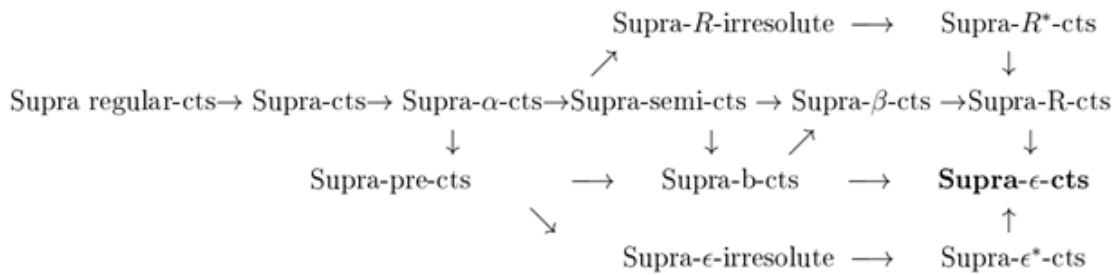 Supra-R-irresolute ⟶ Supra-R*-cts
↗ ↓
Supra regular-cts→ Supra-cts→ Supra-α-cts→Supra-semi-cts → Supra-β-cts →Supra-R-cts
↓ ↓ ↗ ↓
Supra-pre-cts ⟶ Supra-b-cts ⟶ Supra-ϵ-cts
↘ ↑
Supra-ϵ-irresolute ⟶ Supra-ϵ*-cts